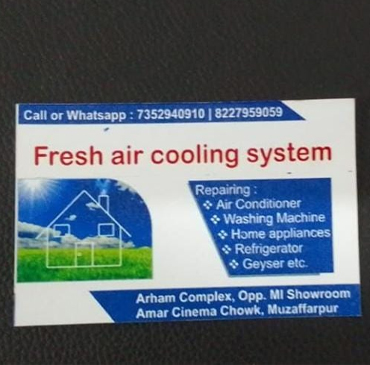 Call or Whatsapp : 7352940910 | 8227959059
Fresh air cooling system
Repairing :
❖ Air Conditioner
❖ Washing Machine
❖ Home appliances
❖ Refrigerator
❖ Geyser etc.
Arham Complex, Opp. MI Showroom
Amar Cinema Chowk, Muzaffarpur